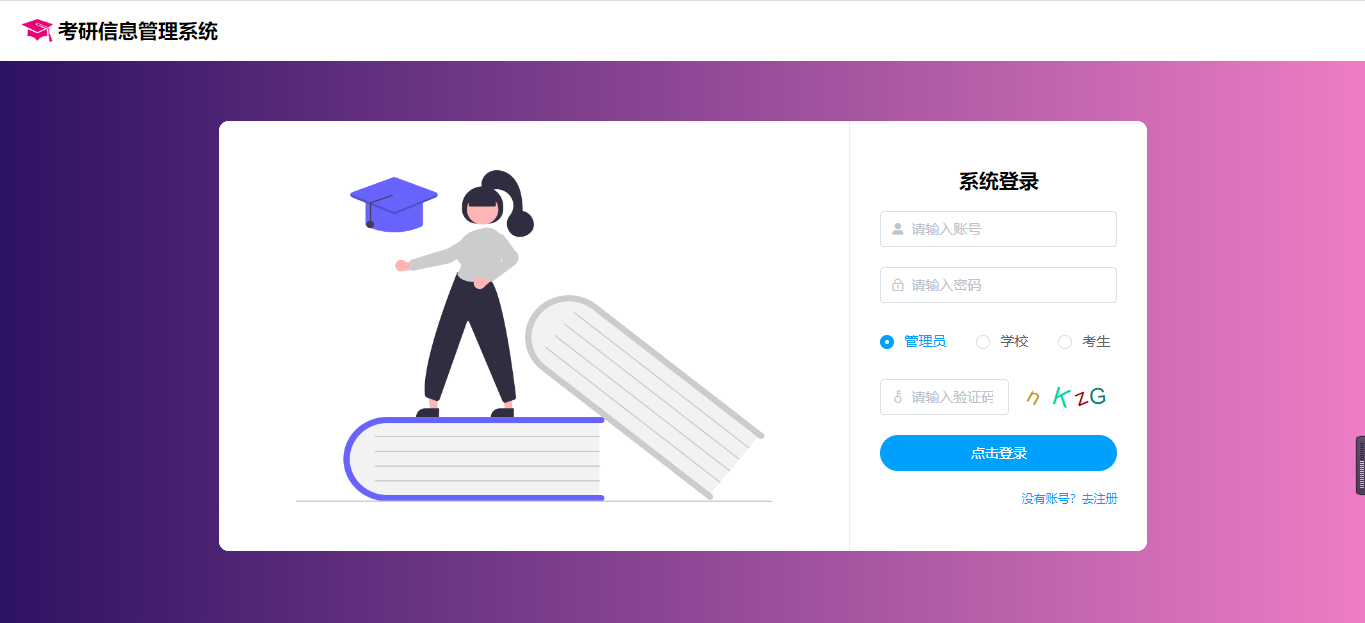 考研信息管理系统
系统登录
请输入账号
请输入密码
管理员 学校 考生
请输入验证码 n K z G
点击登录
没有账号？去注册